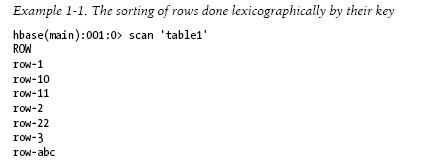 Example 1-1. The sorting of rows done lexicographically by their key
hbase(main):001:0> scan 'table1'
ROW
row-1
row-10
row-11
row-2
row-22
row-3
row-abc